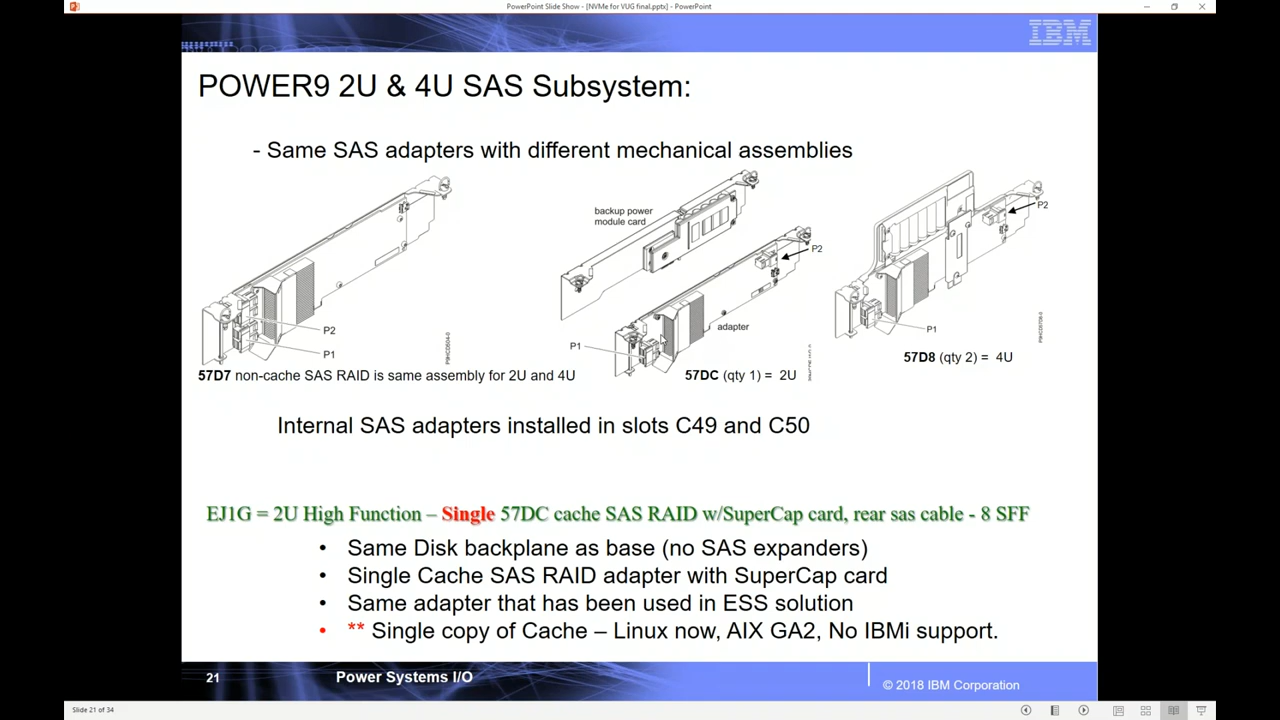 PowerPoint Slide Show - [NVMe for VUG final.pptx] - PowerPoint
IBM
POWER9 2U & 4U SAS Subsystem:
- Same SAS adapters with different mechanical assemblies
backup power
module card
P2
P1
P2
adapter
P1
P2
P1
P9HCD604-0
P9HCD708-0
57D7 non-cache SAS RAID is same assembly for 2U and 4U
57DC (qty 1) = 2U
57D8 (qty 2) = 4U
Internal SAS adapters installed in slots C49 and C50
EJ1G = 2U High Function – Single 57DC cache SAS RAID w/SuperCap card, rear sas cable - 8 SFF
• Same Disk backplane as base (no SAS expanders)
• Single Cache SAS RAID adapter with SuperCap card
• Same adapter that has been used in ESS solution
• ** Single copy of Cache – Linux now, AIX GA2, No IBMi support.
21
Power Systems I/O
© 2018 IBM Corporation
Slide 21 of 34